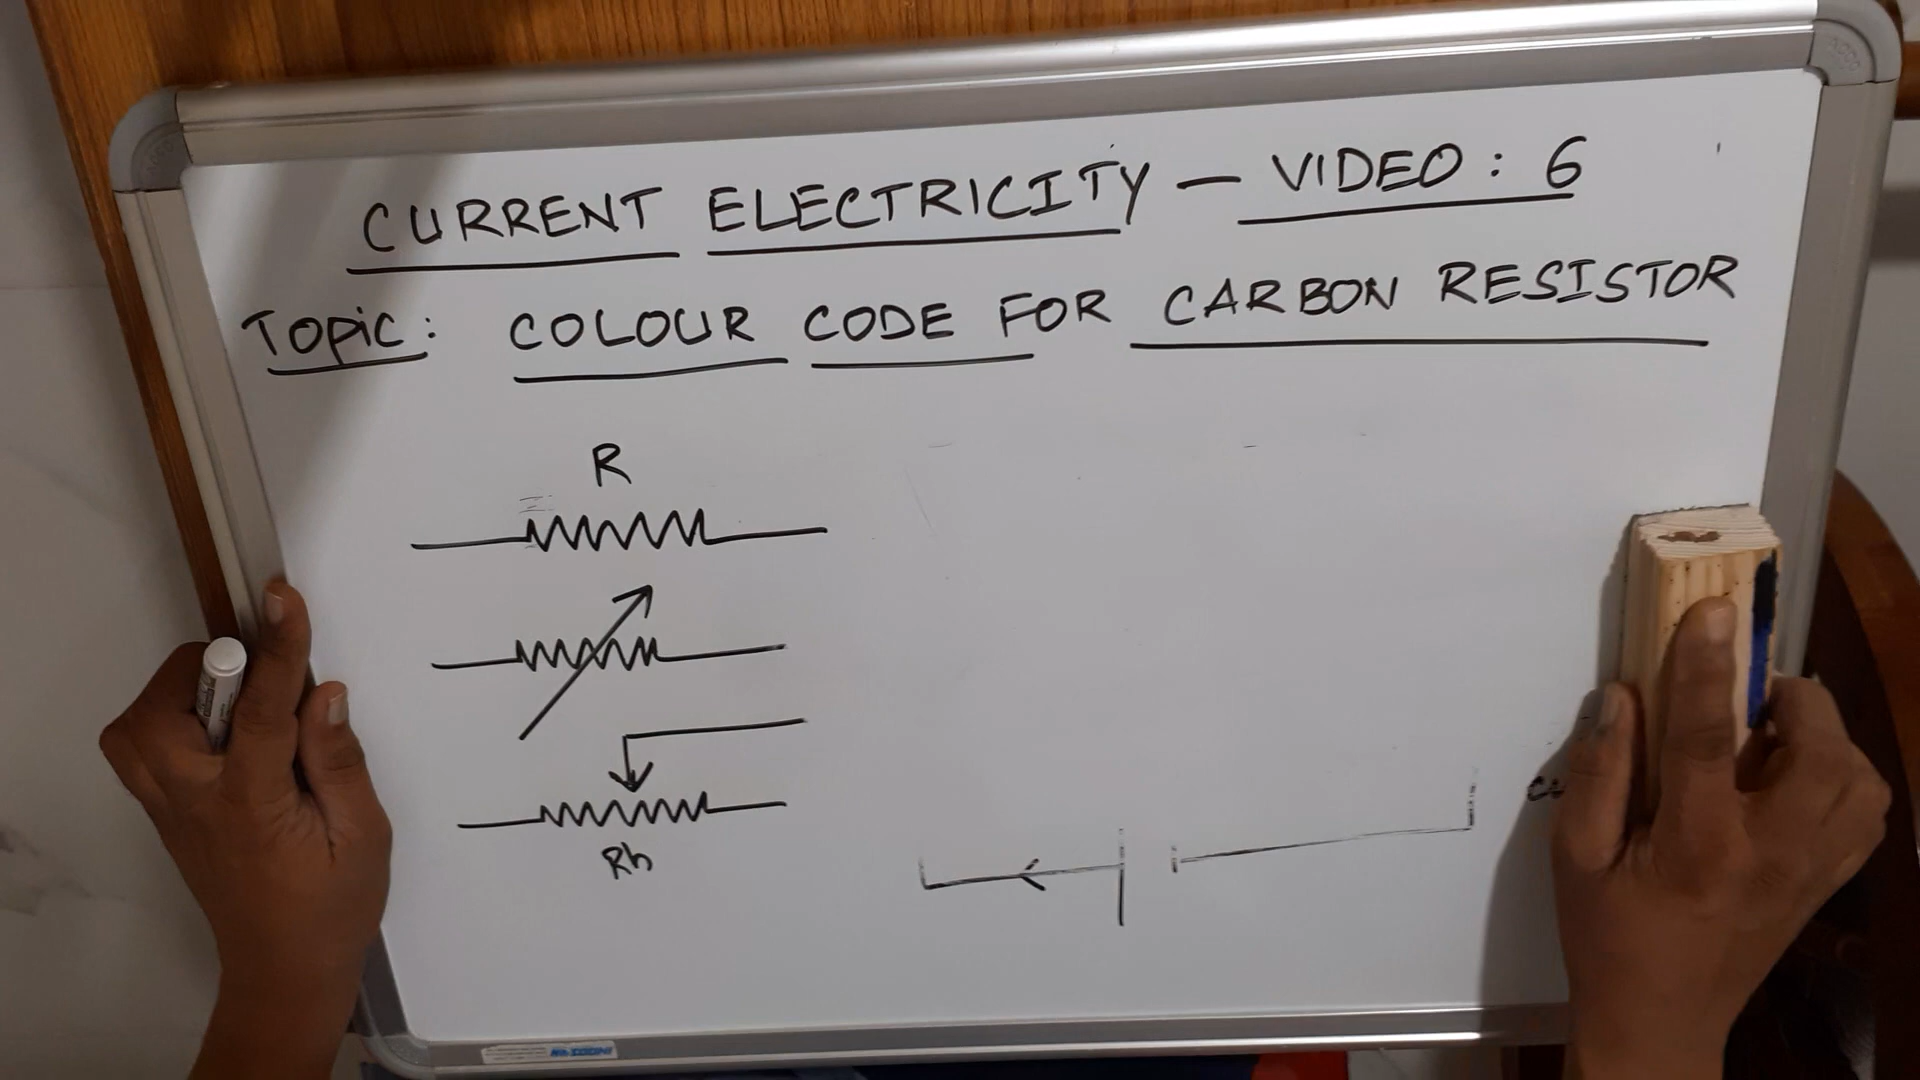 CURRENT ELECTRICITY — VIDEO: 6
Topic: COLOUR CODE FOR CARBON RESISTOR
R
Rh